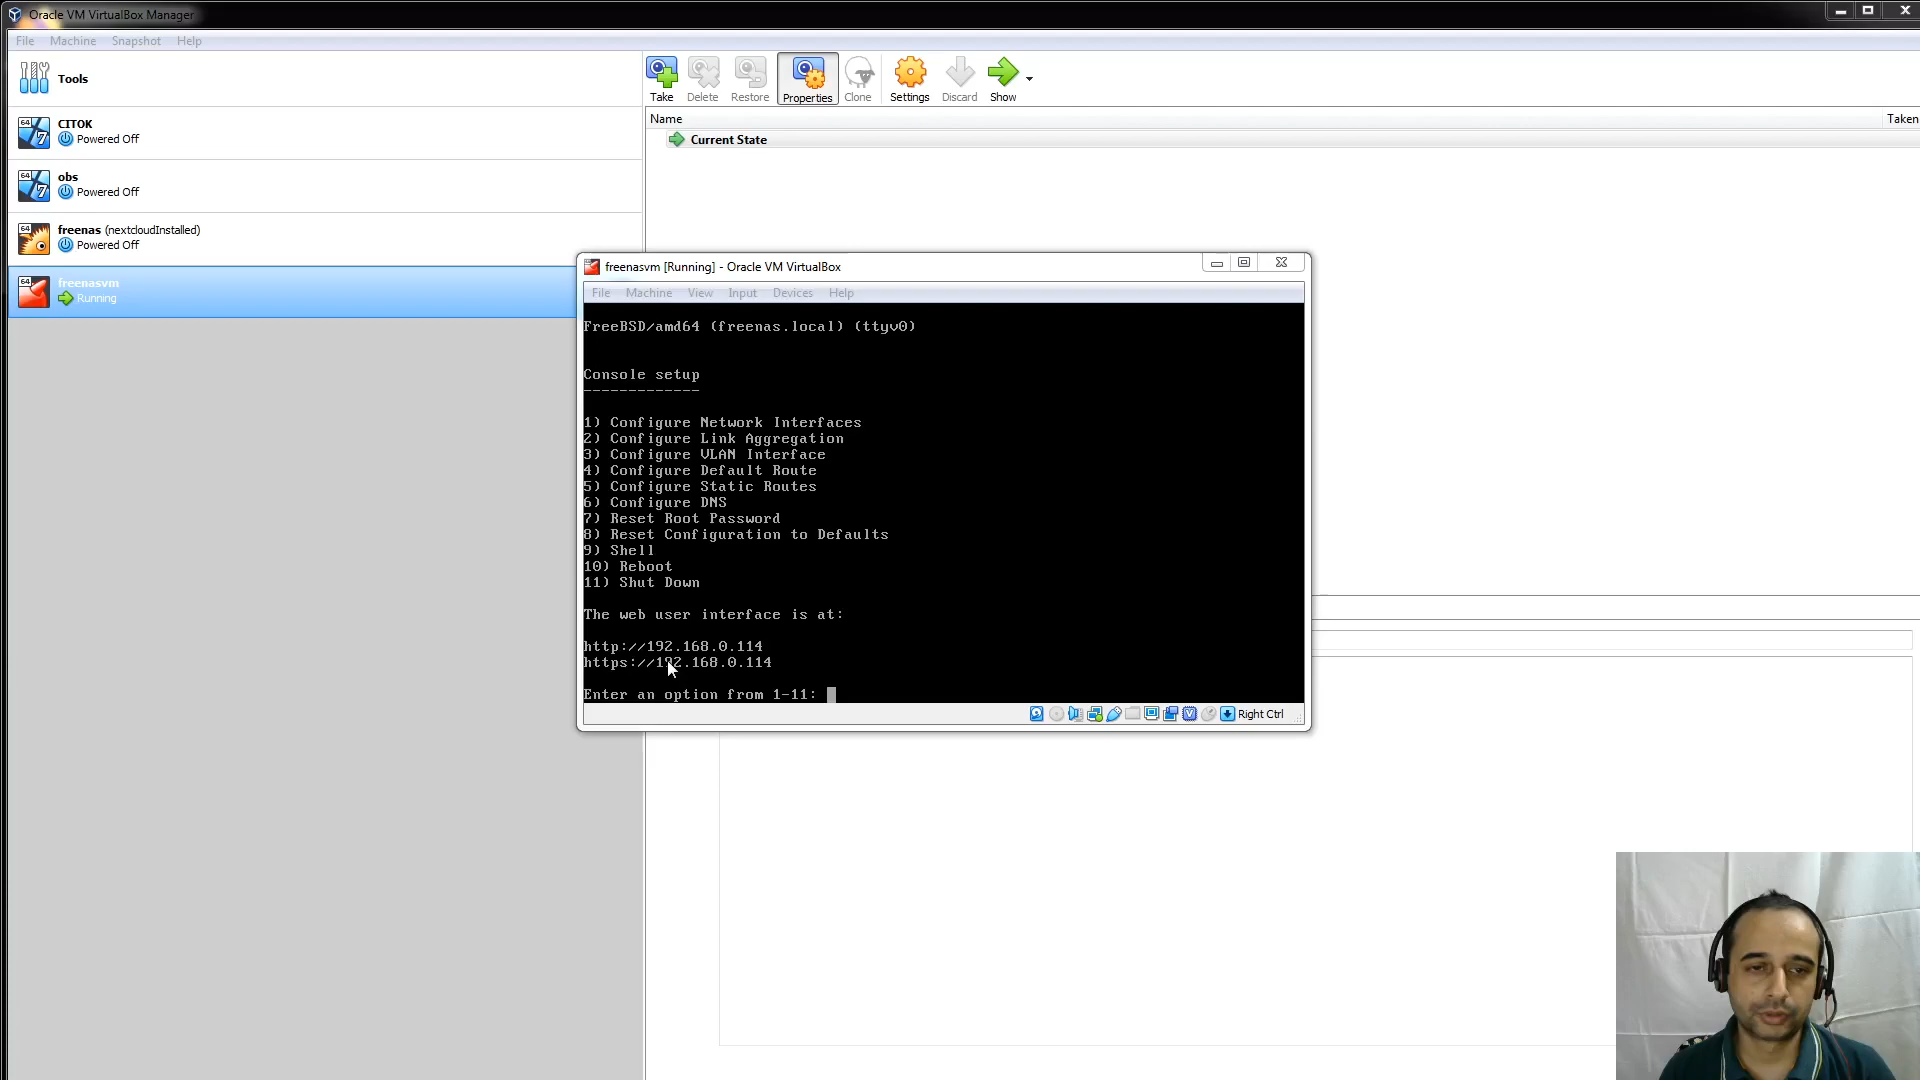 Oracle VM VirtualBox Manager
File Machine Snapshot Help
Tools
Take Delete Restore Properties Clone Settings Discard Show
Name Taken
Current State
64 7 CITOK
Powered Off
64 7 obs
Powered Off
64 freenas (nextcloudInstalled)
Powered Off
64 freenasvm
Running
freenasvm [Running] - Oracle VM VirtualBox
File Machine View Input Devices Help
FreeBSD/amd64 (freenas.local) (ttyv0)
Console setup
-------------
1) Configure Network Interfaces
2) Configure Link Aggregation
3) Configure VLAN Interface
4) Configure Default Route
5) Configure Static Routes
6) Configure DNS
7) Reset Root Password
8) Reset Configuration to Defaults
9) Shell
10) Reboot
11) Shut Down
The web user interface is at:
http://192.168.0.114
https://192.168.0.114
Enter an option from 1-11:
Right Ctrl